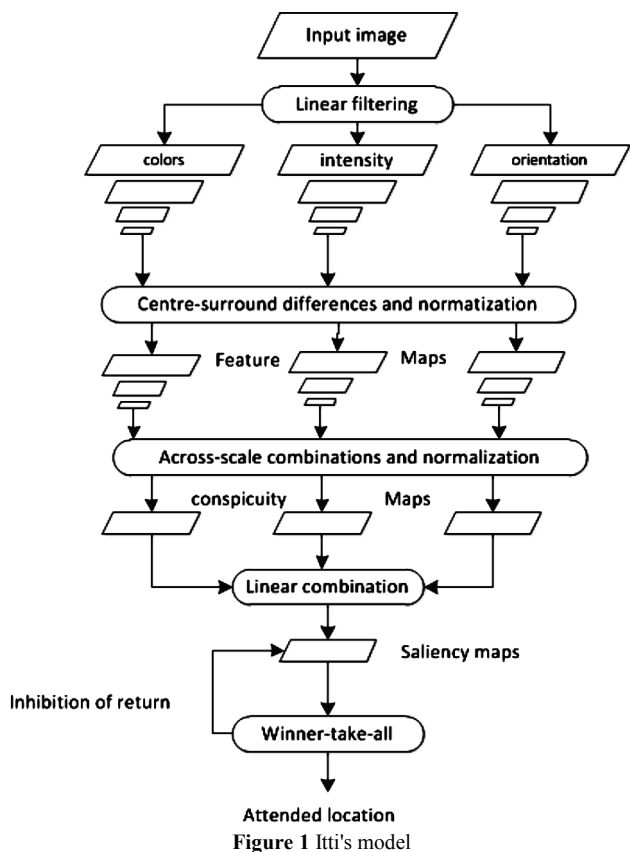 Input image
Linear filtering
colors intensity orientation
Centre-surround differences and normatization
Feature Maps
Across-scale combinations and normalization
conspicuity Maps
Linear combination
Saliency maps
Inhibition of return
Winner-take-all
Attended location
Figure 1 Itti's model